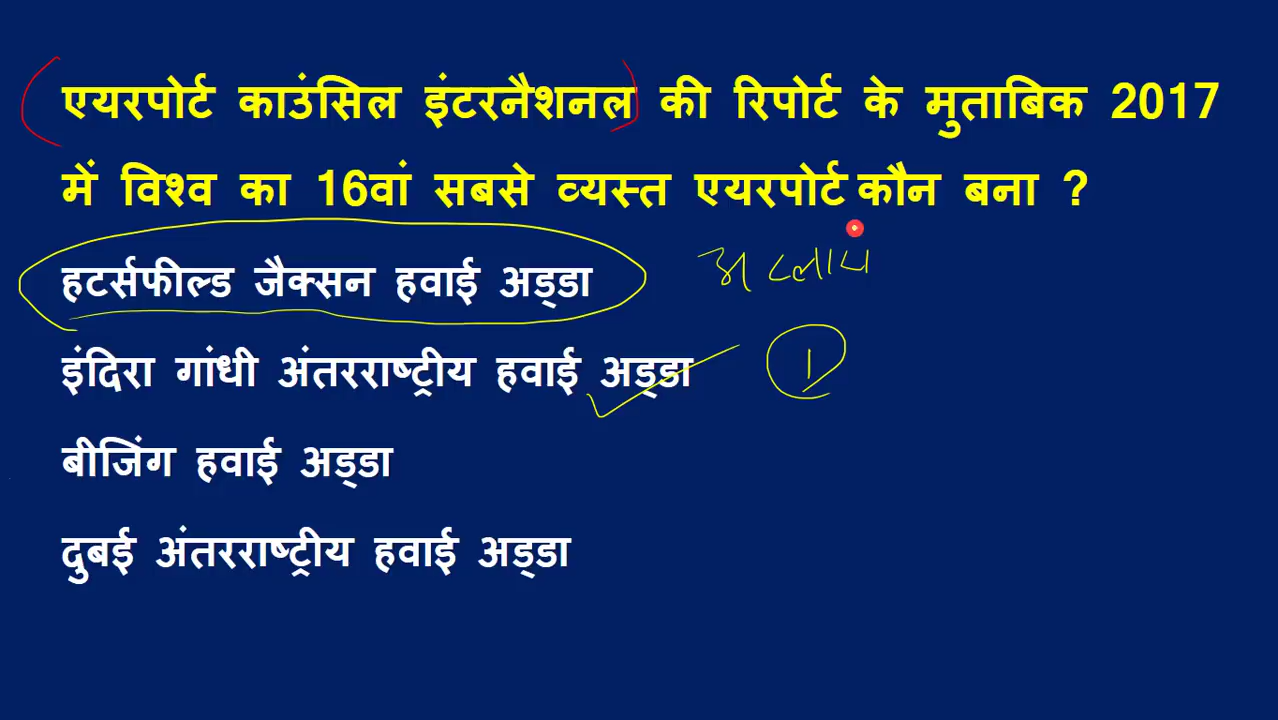 एयरपोर्ट काउंसिल इंटरनैशनल की रिपोर्ट के मुताबिक 2017
में विश्व का 16वां सबसे व्यस्त एयरपोर्ट कौन बना ?
हटर्सफील्ड जैक्सन हवाई अड्डा
इंदिरा गांधी अंतरराष्ट्रीय हवाई अड्डा
1
बीजिंग हवाई अड्डा
दुबई अंतरराष्ट्रीय हवाई अड्डा